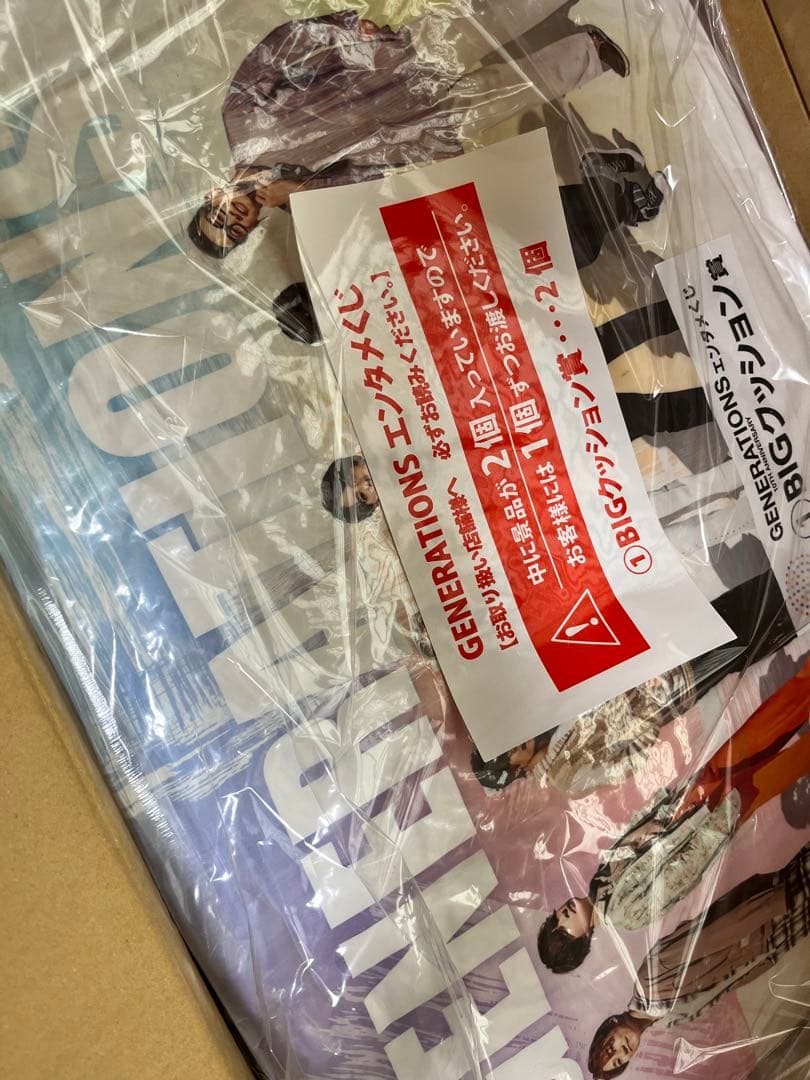 GENERATIONS エンタメくじ
【お取り扱い店舗様へ 必ずお読みください。】
中に景品が2個入っていますので
お客様には1個ずつお渡しください。
①BIGクッション賞・・・2個
GENERATIONS エンタメくじ
10TH ANNIVERSARY
①BIGクッション賞
GENERATIONS